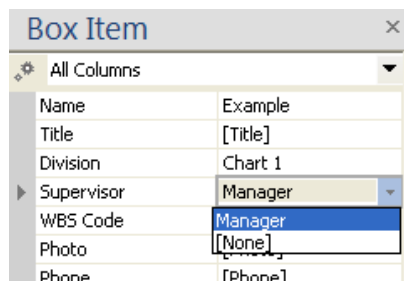 Box Item
All Columns
Name Example
Title [Title]
Division Chart 1
Supervisor Manager
WBS Code Manager
Photo [None]
Phone [Phone]